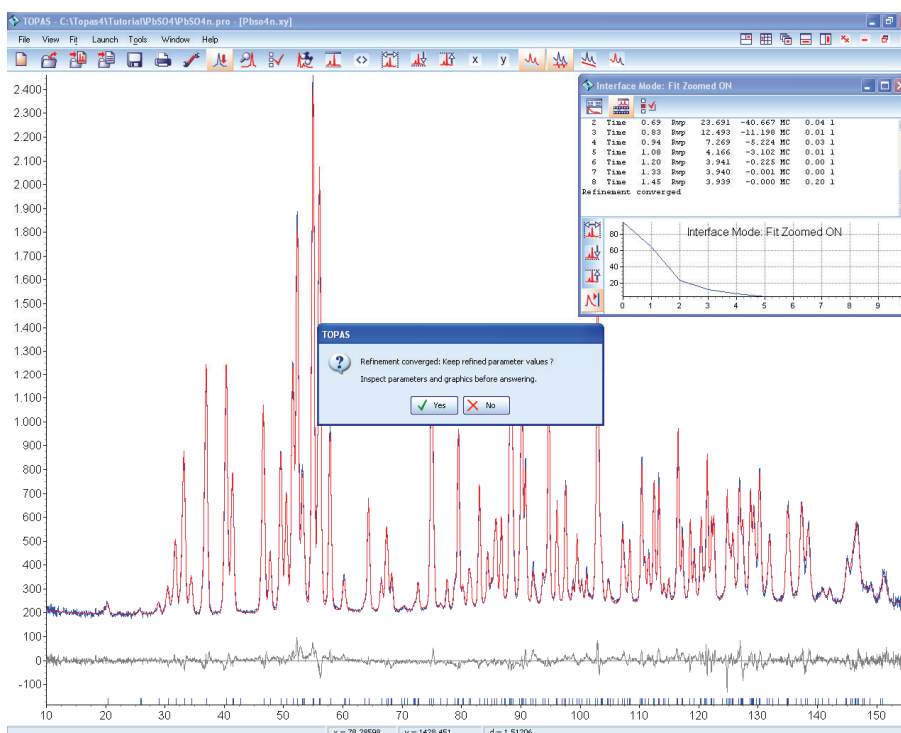 TOPAS - C:\Topas4\Tutorial\PbSO4\PbSO4n.pro - [Pbso4n.xy]
File View Fit Launch Tools Window Help
x y
Interface Mode: Fit Zoomed ON
2 Time 0.69 Rwp 23.691 -40.667 MC 0.04 1
3 Time 0.83 Rwp 12.493 -11.198 MC 0.01 1
4 Time 0.94 Rwp 7.269 -5.224 MC 0.03 1
5 Time 1.08 Rwp 4.166 -3.102 MC 0.01 1
6 Time 1.20 Rwp 3.941 -0.225 MC 0.00 1
7 Time 1.33 Rwp 3.940 -0.001 MC 0.00 1
8 Time 1.45 Rwp 3.939 -0.000 MC 0.20 1
Refinement converged
Interface Mode: Fit Zoomed ON
80
60
40
20
0 1 2 3 4 5 6 7 8 9
TOPAS
Refinement converged: Keep refined parameter values ?
Inspect parameters and graphics before answering.
Yes No
2.400
2.300
2.200
2.100
2.000
1.900
1.800
1.700
1.600
1.500
1.400
1.300
1.200
1.100
1.000
900
800
700
600
500
400
300
200
100
0
-100
10 20 30 40 50 60 70 80 90 100 110 120 130 140 150
x = 78.28598 y = 1428.451 d = 1.51206